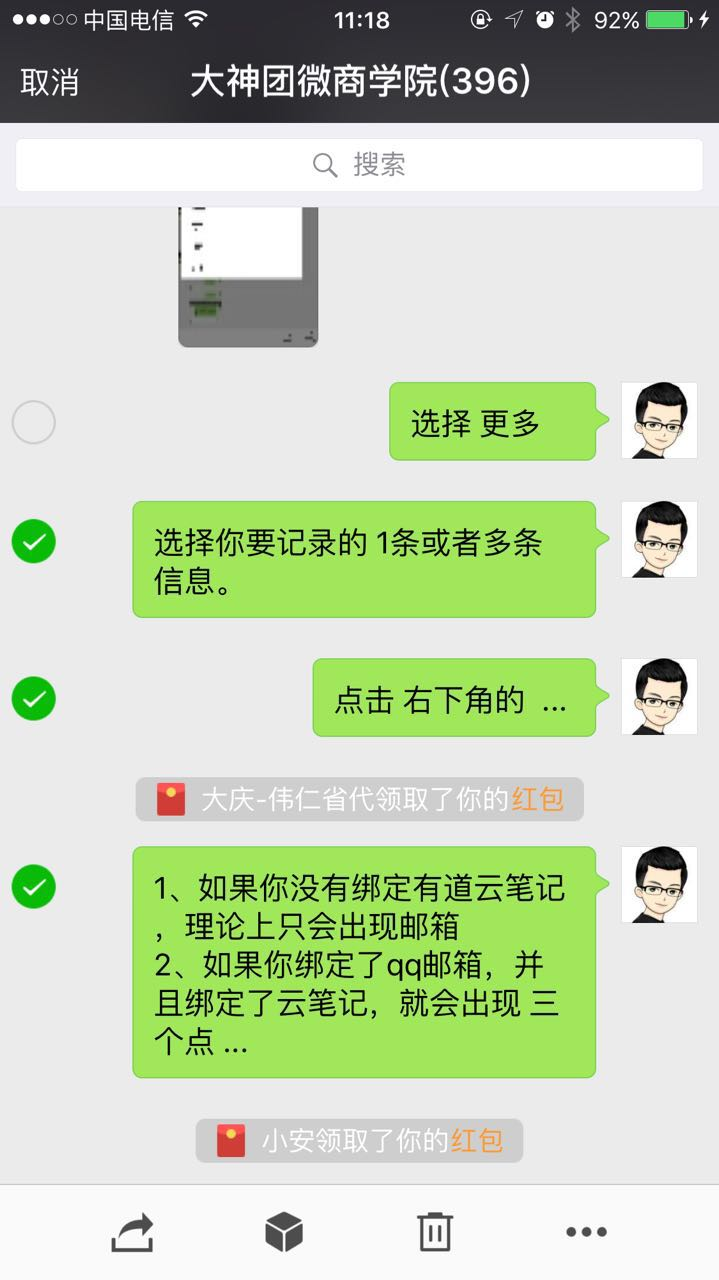 中国电信 11:18 92%
取消 大神团微商学院(396)
搜索
选择 更多
选择你要记录的 1条或者多条
信息。
点击 右下角的 ...
大庆-伟仁省代领取了你的红包
1、如果你没有绑定有道云笔记
，理论上只会出现邮箱
2、如果你绑定了qq邮箱，并
且绑定了云笔记，就会出现 三
个点 ...
小安领取了你的红包